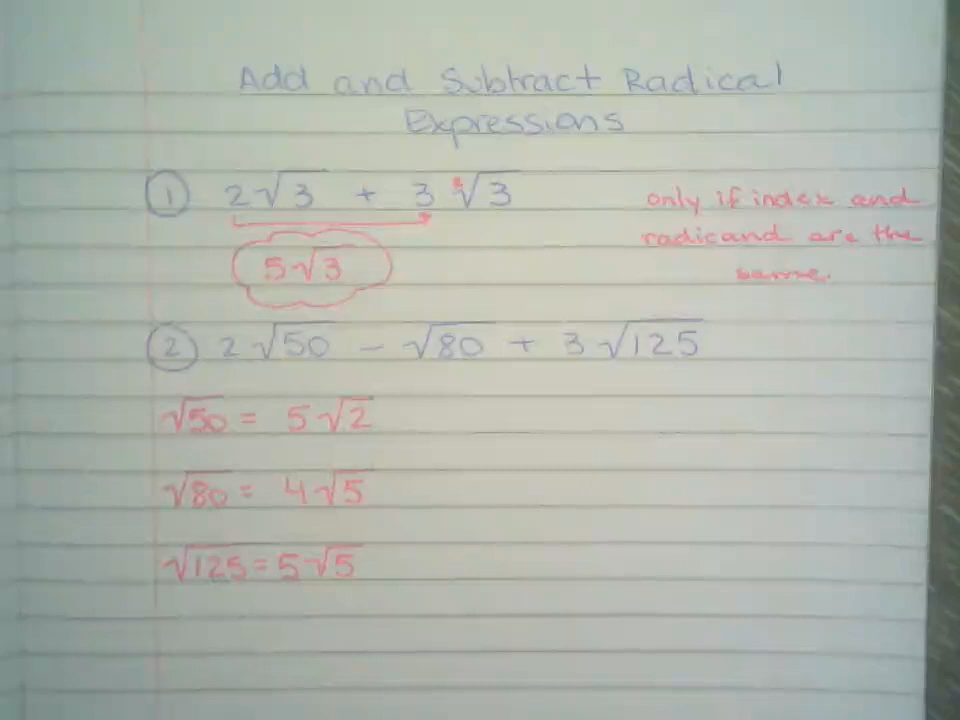 Add and Subtract Radical
Expressions
① 2√3 + 3√3
only if index and
radicand are the
same.
5√3
② 2√50 - √80 + 3√125
√50 = 5√2
√80 = 4√5
√125 = 5√5